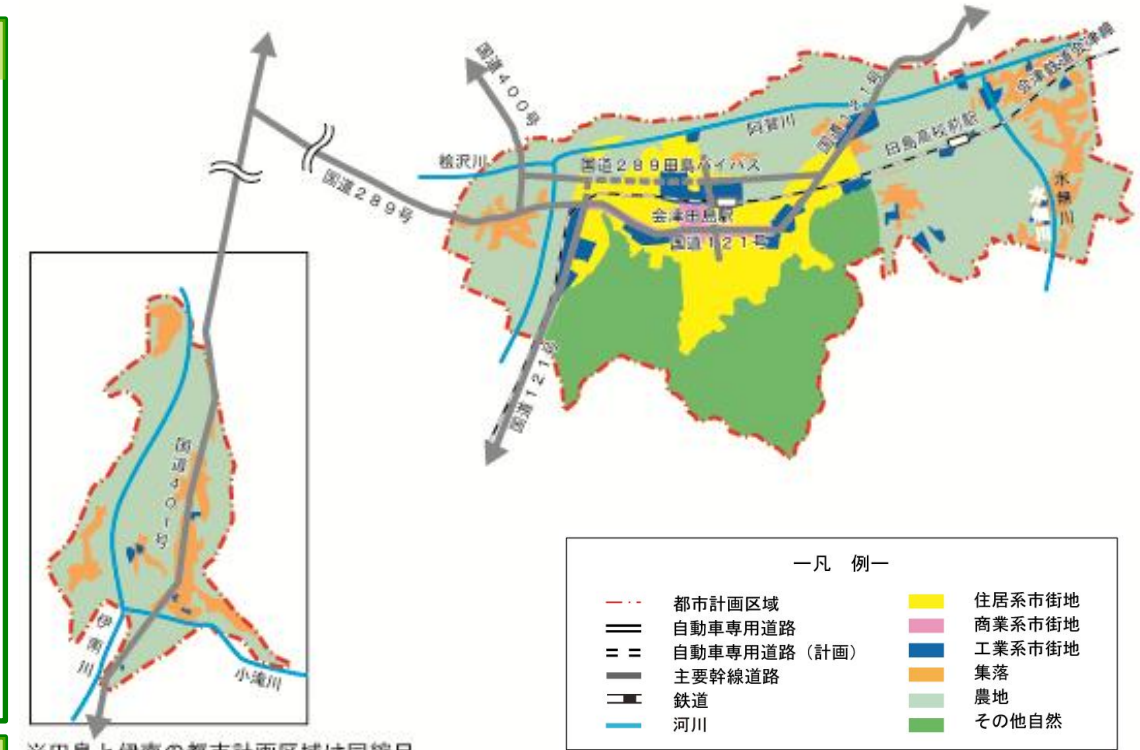 国道400号
会津鉄道会津線
国道121号
阿賀川
田島高校前駅
桧沢川
国道289田島バイパス
国道289号
会津田島駅
国道121号
水無川
国道121号
国道401号
伊南川
小滝川
―凡　例―
都市計画区域
自動車専用道路
自動車専用道路（計画）
主要幹線道路
鉄道
河川
住居系市街地
商業系市街地
工業系市街地
集落
農地
その他自然